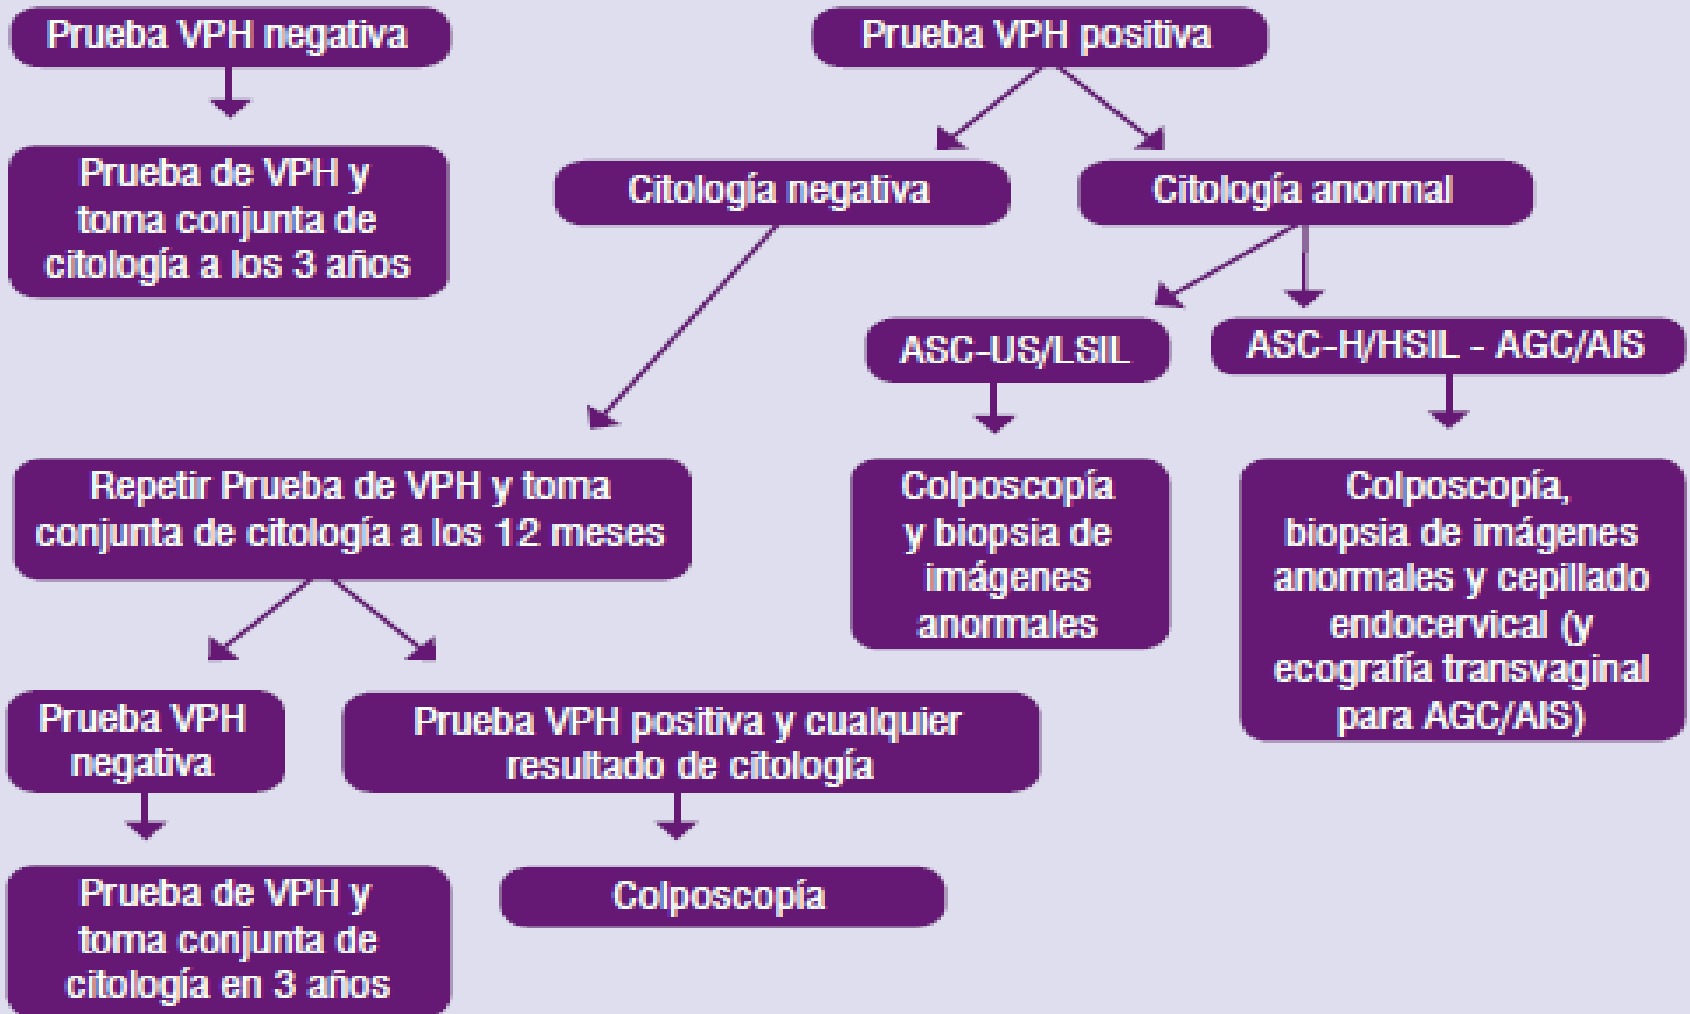 Prueba VPH negativa
Prueba de VPH y
toma conjunta de
citología a los 3 años
Prueba VPH positiva
Citología negativa
Citología anormal
ASC-US/LSIL
ASC-H/HSIL - AGC/AIS
Repetir Prueba de VPH y toma
conjunta de citología a los 12 meses
Colposcopía
y biopsia de
imágenes
anormales
Colposcopía,
biopsia de imágenes
anormales y cepillado
endocervical (y
ecografía transvaginal
para AGC/AIS)
Prueba VPH
negativa
Prueba VPH positiva y cualquier
resultado de citología
Prueba de VPH y
toma conjunta de
citología en 3 años
Colposcopía